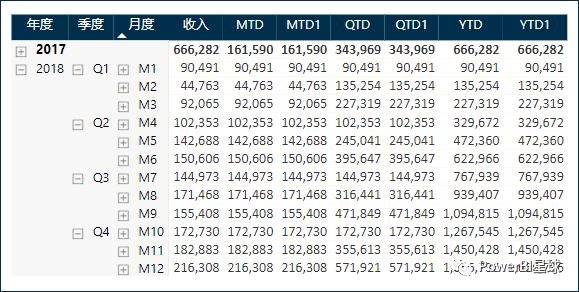 年度 季度 月度 收入 MTD MTD1 QTD QTD1 YTD YTD1
2017 666,282 161,590 161,590 343,969 343,969 666,282 666,282
2018 Q1 M1 90,491 90,491 90,491 90,491 90,491 90,491 90,491
M2 44,763 44,763 44,763 135,254 135,254 135,254 135,254
M3 92,065 92,065 92,065 227,319 227,319 227,319 227,319
Q2 M4 102,353 102,353 102,353 102,353 102,353 329,672 329,672
M5 142,688 142,688 142,688 245,041 245,041 472,360 472,360
M6 150,606 150,606 150,606 395,647 395,647 622,966 622,966
Q3 M7 144,973 144,973 144,973 144,973 144,973 767,939 767,939
M8 171,468 171,468 171,468 316,441 316,441 939,407 939,407
M9 155,408 155,408 155,408 471,849 471,849 1,094,815 1,094,815
Q4 M10 172,730 172,730 172,730 172,730 172,730 1,267,545 1,267,545
M11 182,883 182,883 182,883 355,613 355,613 1,450,428 1,450,428
M12 216,308 216,308 216,308 571,921 571,921
PowerBI星球